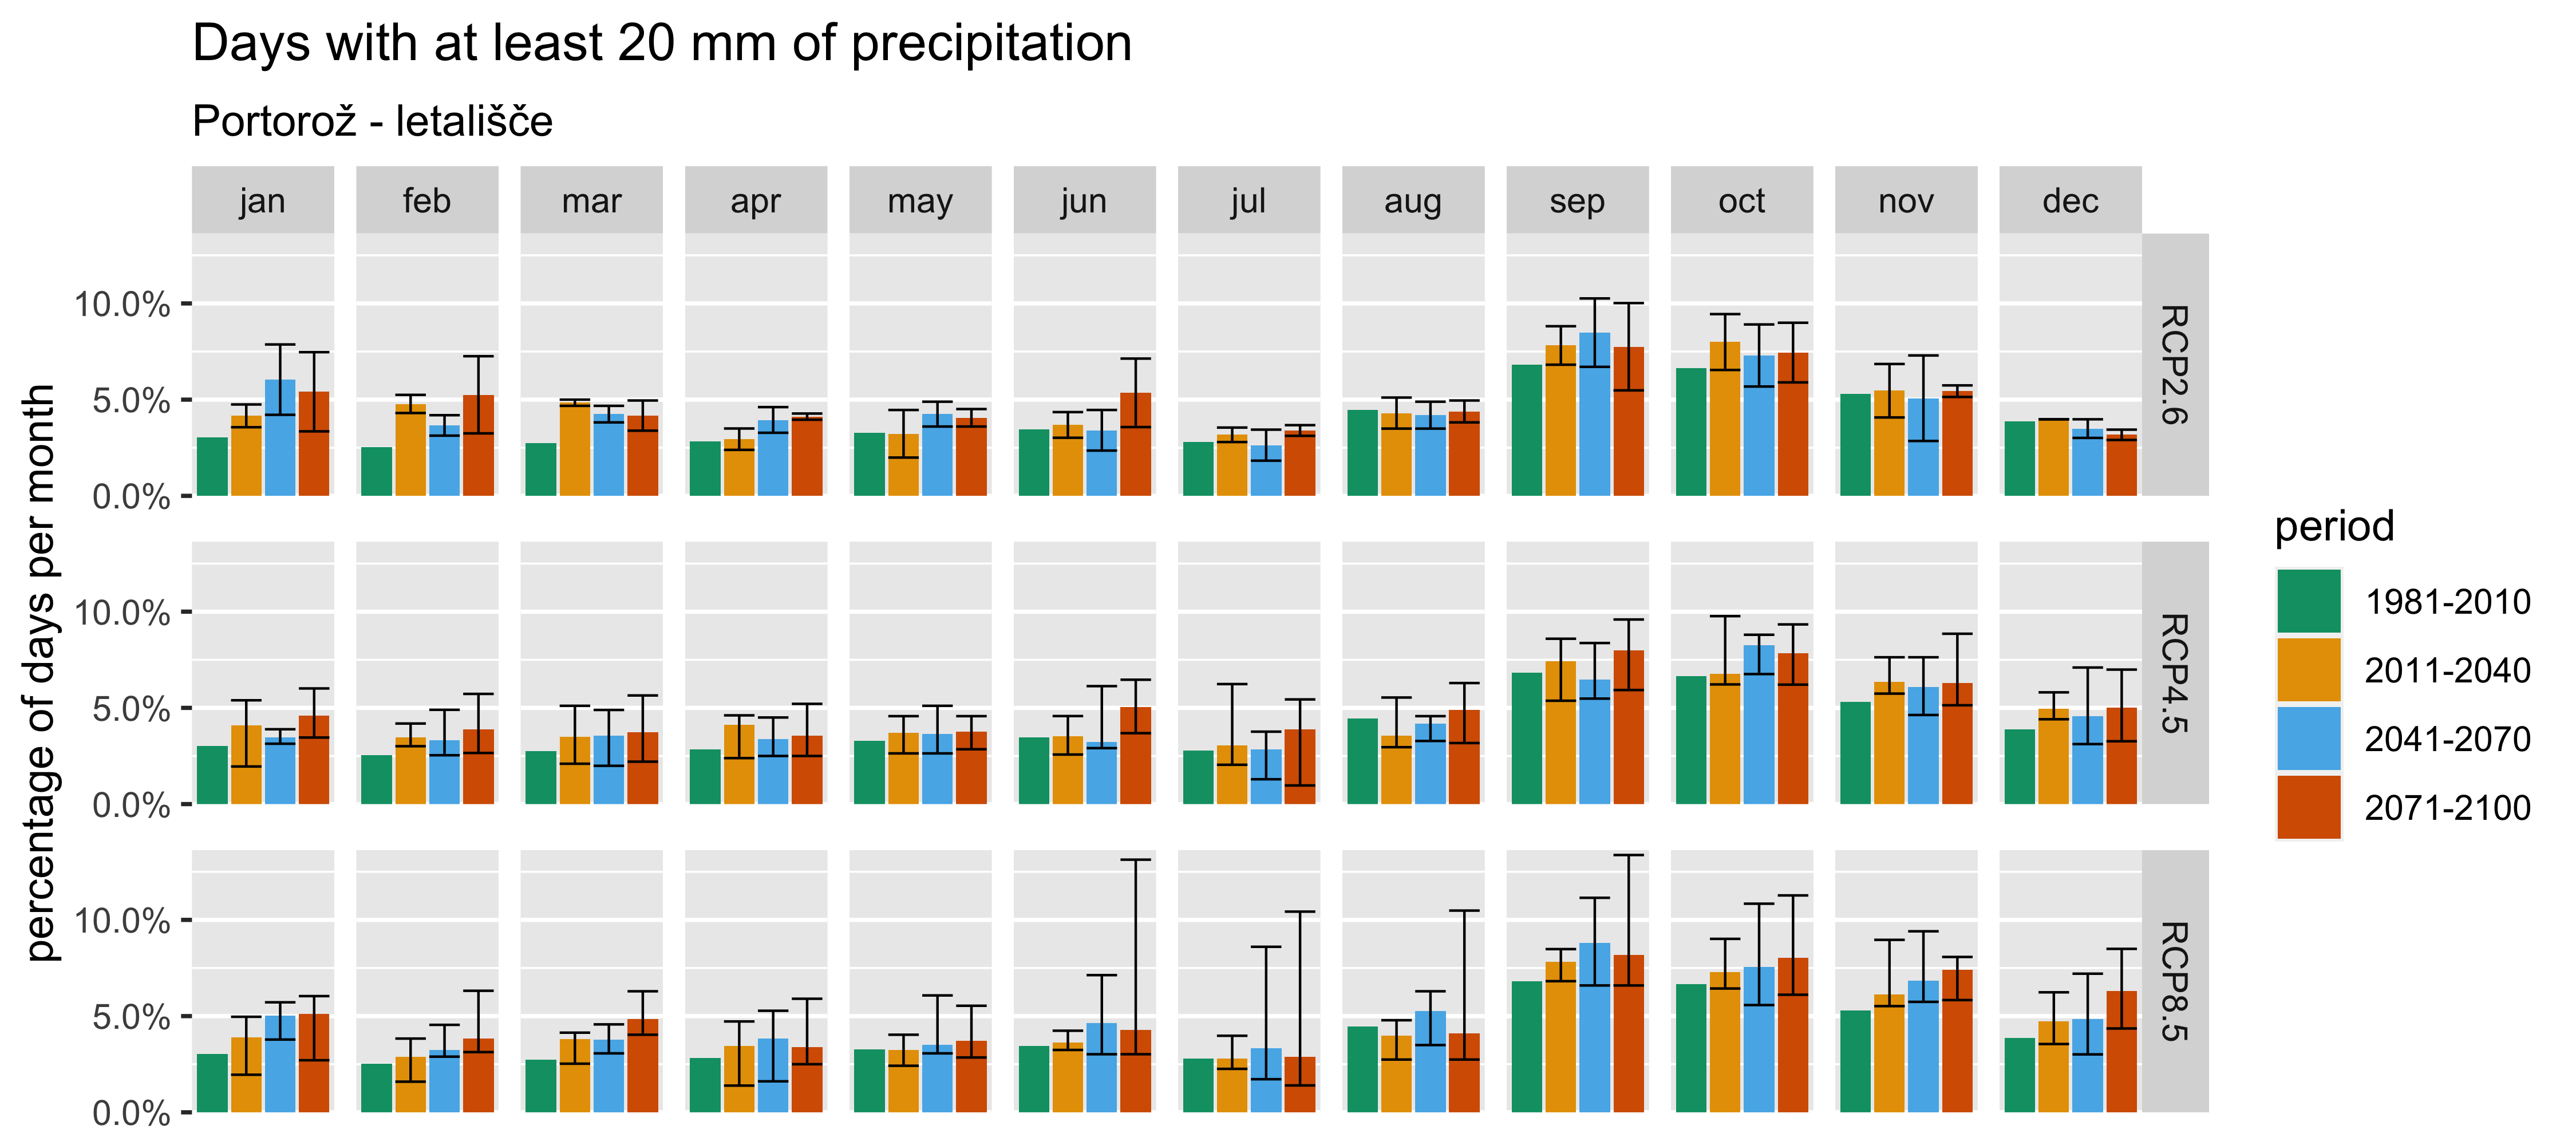 Days with at least 20 mm of precipitation
Portorož - letališče
jan feb mar apr may jun jul aug sep oct nov dec
percentage of days per month
10.0%
5.0%
0.0%
RCP2.6
10.0%
5.0%
0.0%
RCP4.5
10.0%
5.0%
0.0%
RCP8.5
period
1981-2010
2011-2040
2041-2070
2071-2100